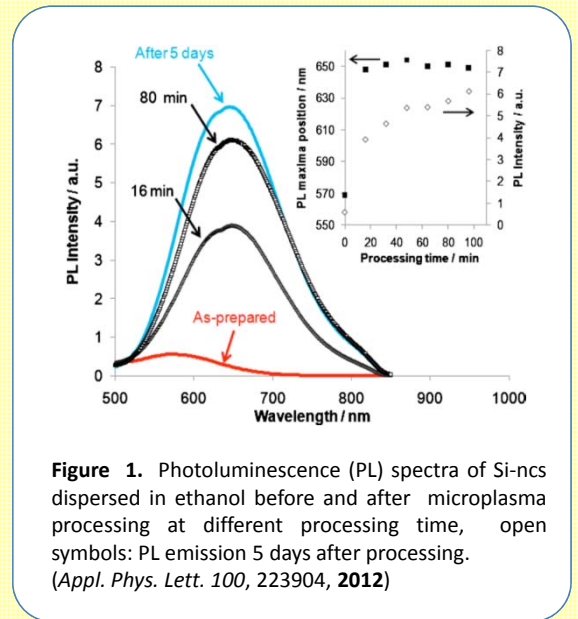 After 5 days
80 min
16 min
As-prepared
PL Intensity / a.u.
8
7
6
5
4
3
2
1
0
500 600 700 800 900 1000
Wavelength / nm
PL maxima position / nm
650
630
610
590
570
550
8
7
6
5
4
3
2
1
0
PL Intensity / a.u.
0 20 40 60 80 100
Processing time / min
Figure 1. Photoluminescence (PL) spectra of Si-ncs
dispersed in ethanol before and after microplasma
processing at different processing time, open
symbols: PL emission 5 days after processing.
(Appl. Phys. Lett. 100, 223904, 2012)